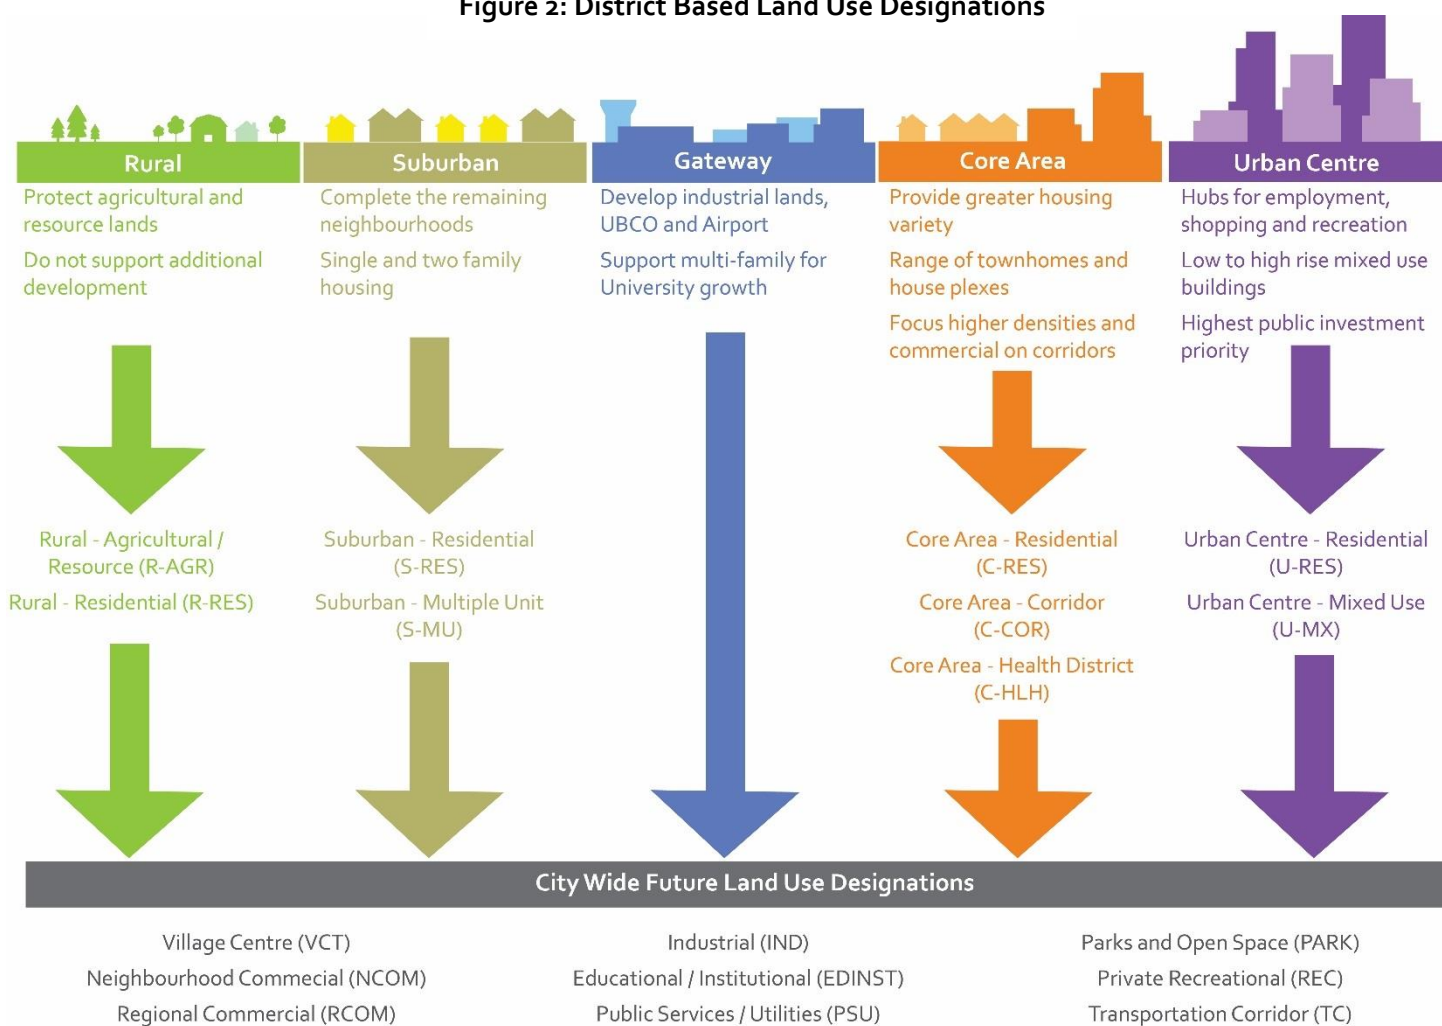 Figure 2: District Based Land Use Designations
Rural
Protect agricultural and
resource lands
Do not support additional
development
Rural - Agricultural /
Resource (R-AGR)
Rural - Residential (R-RES)
Suburban
Complete the remaining
neighbourhoods
Single and two family
housing
Suburban - Residential
(S-RES)
Suburban - Multiple Unit
(S-MU)
Gateway
Develop industrial lands,
UBCO and Airport
Support multi-family for
University growth
Core Area
Provide greater housing
variety
Range of townhomes and
house plexes
Focus higher densities and
commercial on corridors
Core Area - Residential
(C-RES)
Core Area - Corridor
(C-COR)
Core Area - Health District
(C-HLH)
Urban Centre
Hubs for employment,
shopping and recreation
Low to high rise mixed use
buildings
Highest public investment
priority
Urban Centre - Residential
(U-RES)
Urban Centre - Mixed Use
(U-MX)
City Wide Future Land Use Designations
Village Centre (VCT)
Neighbourhood Commecial (NCOM)
Regional Commercial (RCOM)
Industrial (IND)
Educational / Institutional (EDINST)
Public Services / Utilities (PSU)
Parks and Open Space (PARK)
Private Recreational (REC)
Transportation Corridor (TC)